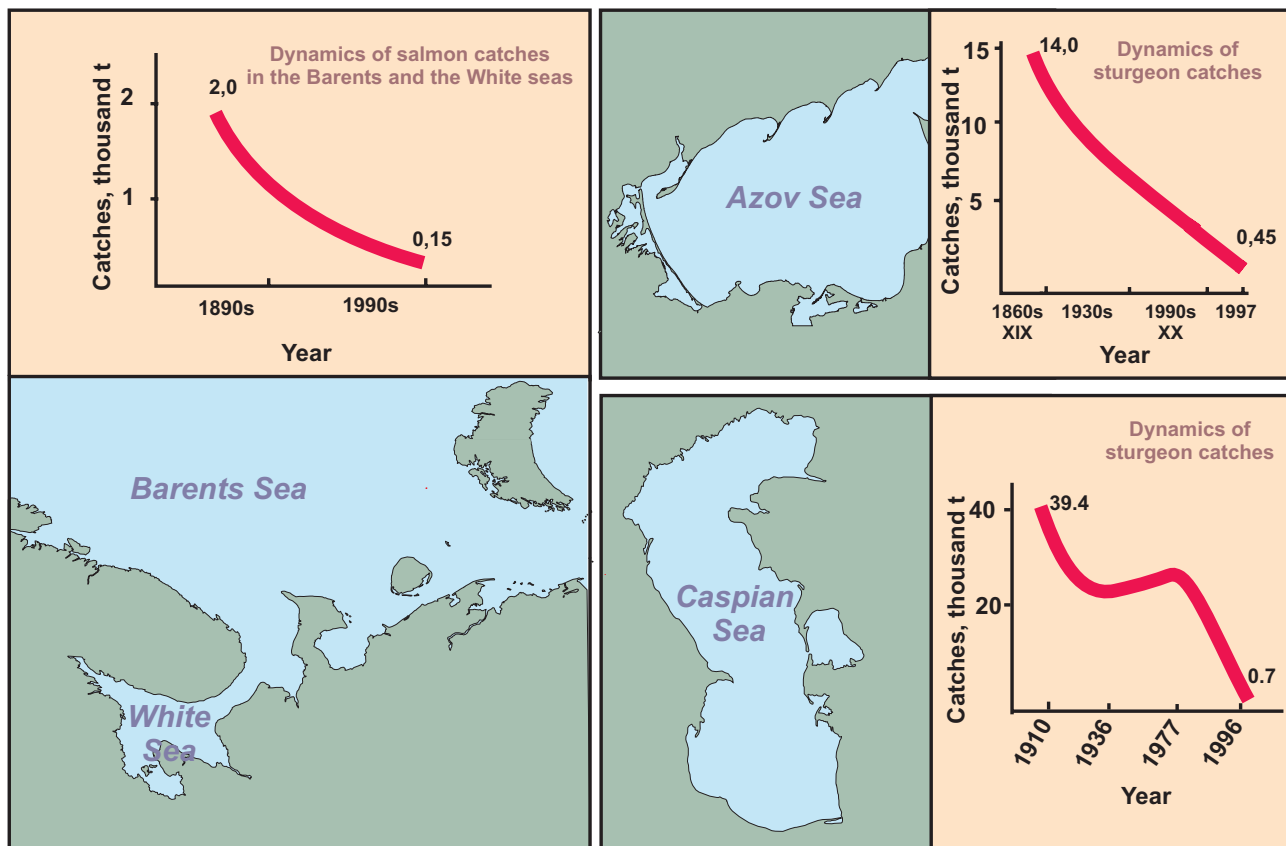 Dynamics of salmon catches
in the Barents and the White seas
Catches, thousand t
2
1
2,0
0,15
1890s
1990s
Year
Barents Sea
White
Sea
Azov Sea
Dynamics of
sturgeon catches
Catches, thousand t
15
10
5
14,0
0,45
1860s 1930s 1990s 1997
XIX XX
Year
Caspian
Sea
Dynamics of
sturgeon catches
Catches, thousand t
40
20
39.4
0.7
1910
1936
1977
1996
Year